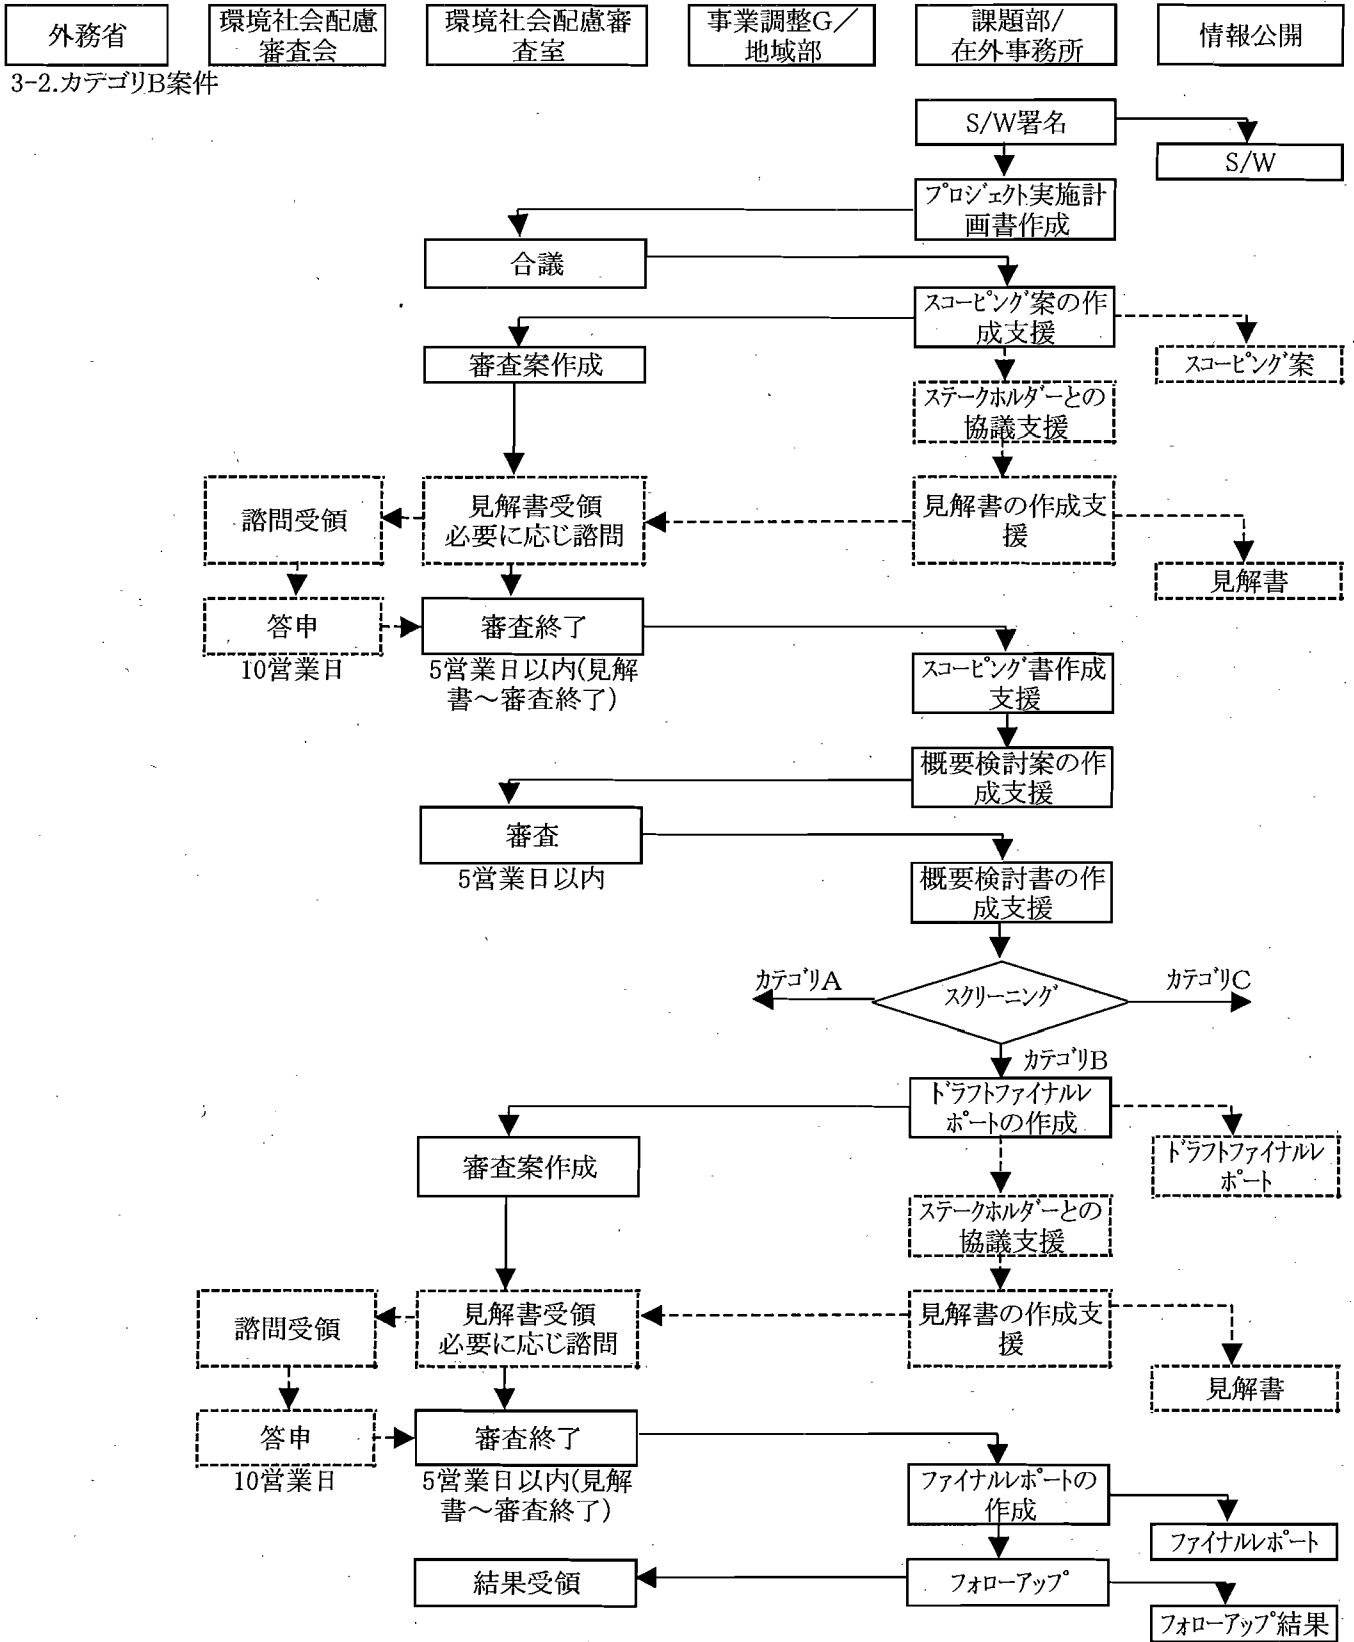 外務省
環境社会配慮
審査会
環境社会配慮審
査室
事業調整G／
地域部
課題部/
在外事務所
情報公開
3-2.カテゴリB案件
S/W署名
S/W
プロジェクト実施計
画書作成
合議
スコーピング案の作
成支援
審査案作成
スコーピング案
ステークホルダーとの
協議支援
諮問受領
見解書受領
必要に応じ諮問
見解書の作成支
援
見解書
答申
審査終了
10営業日
5営業日以内(見解
書～審査終了)
スコーピング書作成
支援
概要検討案の作
成支援
審査
5営業日以内
概要検討書の作
成支援
カテゴリA
スクリーニング
カテゴリC
カテゴリB
ドラフトファイナルレ
ポートの作成
審査案作成
ドラフトファイナルレ
ポート
ステークホルダーとの
協議支援
諮問受領
見解書受領
必要に応じ諮問
見解書の作成支
援
見解書
答申
審査終了
10営業日
5営業日以内(見解
書～審査終了)
ファイナルレポートの
作成
ファイナルレポート
結果受領
フォローアップ
フォローアップ結果